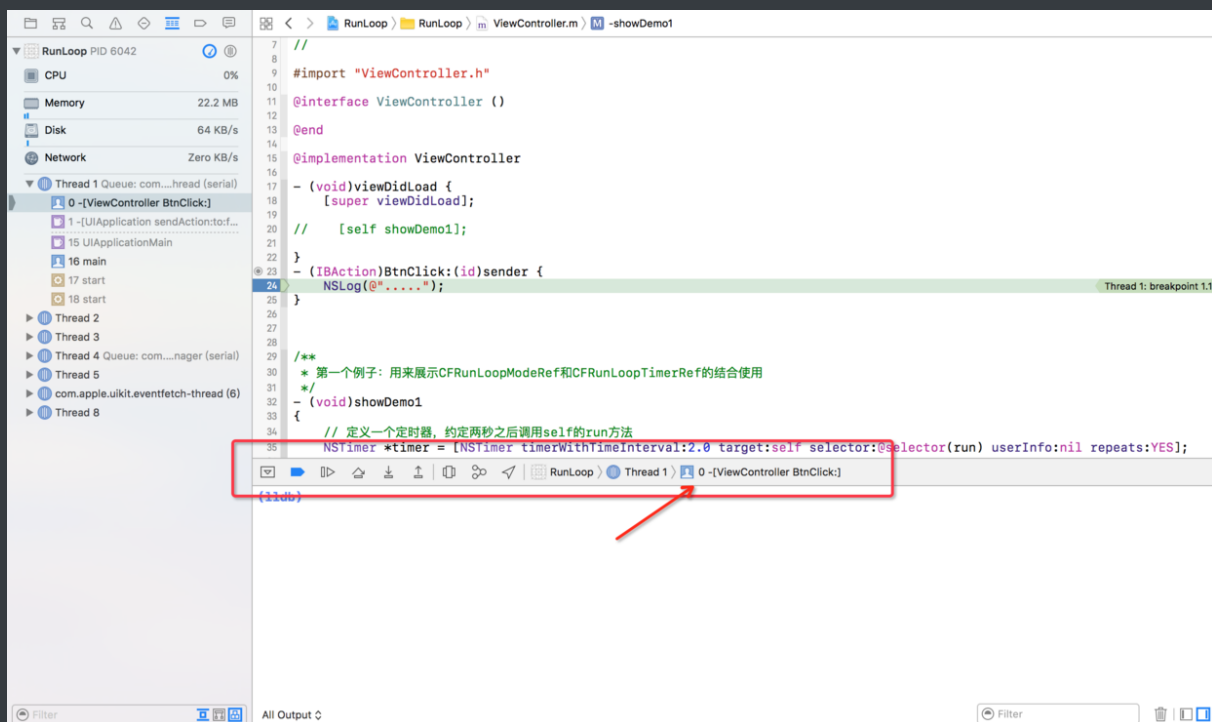 RunLoop 〉 RunLoop 〉 m ViewController.m 〉 M -showDemo1
RunLoop PID 6042
CPU 0%
Memory 22.2 MB
Disk 64 KB/s
Network Zero KB/s
Thread 1 Queue: com....hread (serial)
0 -[ViewController BtnClick:]
1 -[UIApplication sendAction:to:f...
15 UIApplicationMain
16 main
17 start
18 start
Thread 2
Thread 3
Thread 4 Queue: com....nager (serial)
Thread 5
com.apple.uikit.eventfetch-thread (6)
Thread 8
Filter
7 //
8
9 #import "ViewController.h"
10
11 @interface ViewController ()
12
13 @end
14
15 @implementation ViewController
16
17 - (void)viewDidLoad {
18 [super viewDidLoad];
19
20 // [self showDemo1];
21
22 }
23 - (IBAction)BtnClick:(id)sender {
24 NSLog(@"....."); Thread 1: breakpoint 1.1
25 }
26
27
28
29 /**
30 * 第一个例子：用来展示CFRunLoopModeRef和CFRunLoopTimerRef的结合使用
31 */
32 - (void)showDemo1
33 {
34 // 定义一个定时器，约定两秒之后调用self的run方法
35 NSTimer *timer = [NSTimer timerWithTimeInterval:2.0 target:self selector:@selector(run) userInfo:nil repeats:YES];
RunLoop 〉 Thread 1 〉 0 -[ViewController BtnClick:]
(lldb)
All Output
Filter